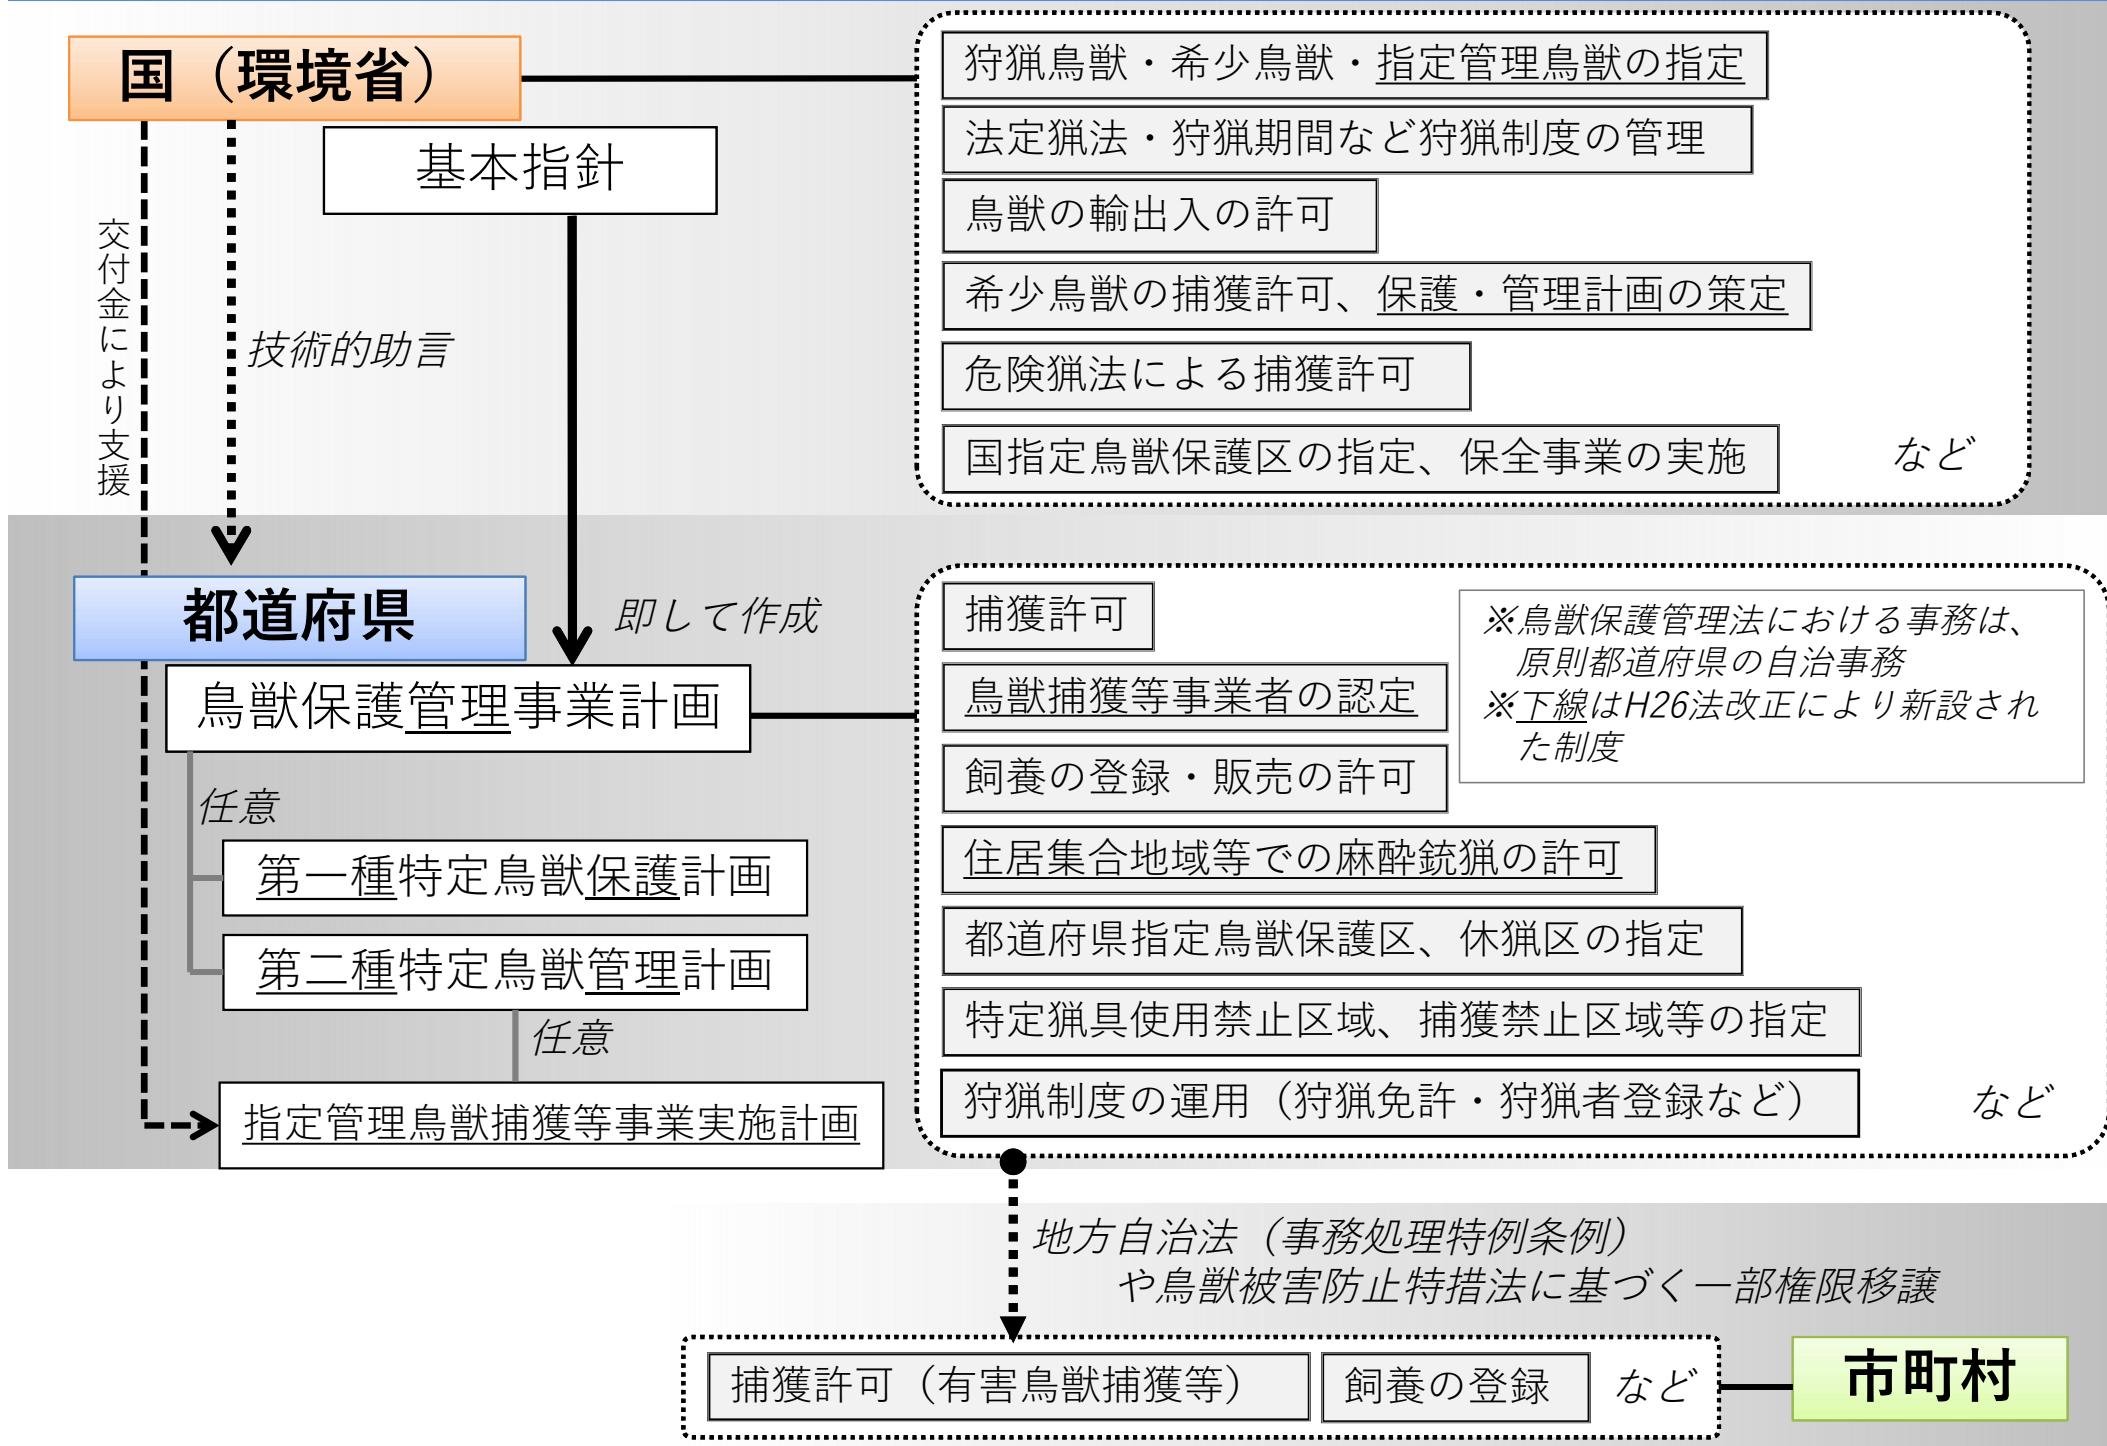 国（環境省）
基本指針
交付金により支援
技術的助言
狩猟鳥獣・希少鳥獣・指定管理鳥獣の指定
法定猟法・狩猟期間など狩猟制度の管理
鳥獣の輸出入の許可
希少鳥獣の捕獲許可、保護・管理計画の策定
危険猟法による捕獲許可
国指定鳥獣保護区の指定、保全事業の実施
など
都道府県
即して作成
鳥獣保護管理事業計画
任意
第一種特定鳥獣保護計画
第二種特定鳥獣管理計画
任意
指定管理鳥獣捕獲等事業実施計画
捕獲許可
鳥獣捕獲等事業者の認定
飼養の登録・販売の許可
住居集合地域等での麻酔銃猟の許可
都道府県指定鳥獣保護区、休猟区の指定
特定猟具使用禁止区域、捕獲禁止区域等の指定
狩猟制度の運用（狩猟免許・狩猟者登録など）
など
※鳥獣保護管理法における事務は、
原則都道府県の自治事務
※下線はH26法改正により新設され
た制度
地方自治法（事務処理特例条例）
や鳥獣被害防止特措法に基づく一部権限移譲
捕獲許可（有害鳥獣捕獲等）
飼養の登録
など
市町村